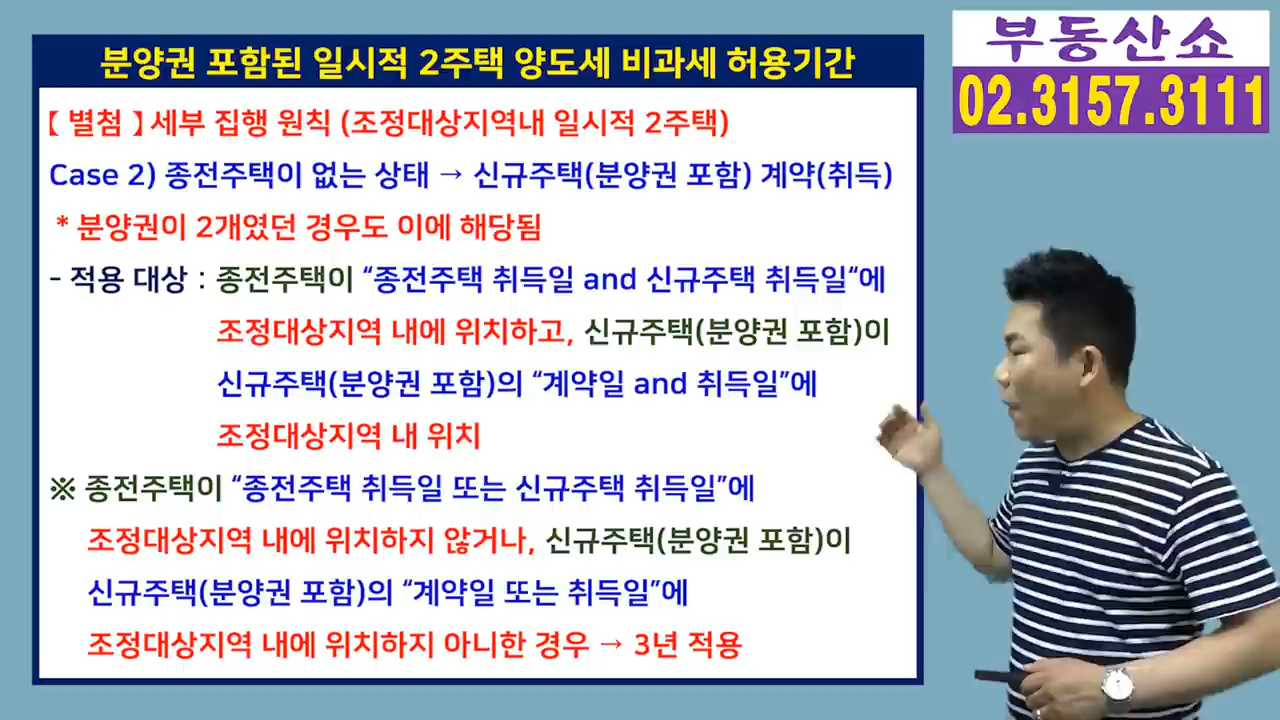 분양권 포함된 일시적 2주택 양도세 비과세 허용기간
부동산쇼
02.3157.3111
【 별첨 】 세부 집행 원칙 (조정대상지역내 일시적 2주택)
Case 2) 종전주택이 없는 상태 → 신규주택(분양권 포함) 계약(취득)
* 분양권이 2개였던 경우도 이에 해당됨
- 적용 대상 : 종전주택이 “종전주택 취득일 and 신규주택 취득일“에
조정대상지역 내에 위치하고, 신규주택(분양권 포함)이
신규주택(분양권 포함)의 “계약일 and 취득일”에
조정대상지역 내 위치
※ 종전주택이 “종전주택 취득일 또는 신규주택 취득일”에
조정대상지역 내에 위치하지 않거나, 신규주택(분양권 포함)이
신규주택(분양권 포함)의 “계약일 또는 취득일”에
조정대상지역 내에 위치하지 아니한 경우 → 3년 적용